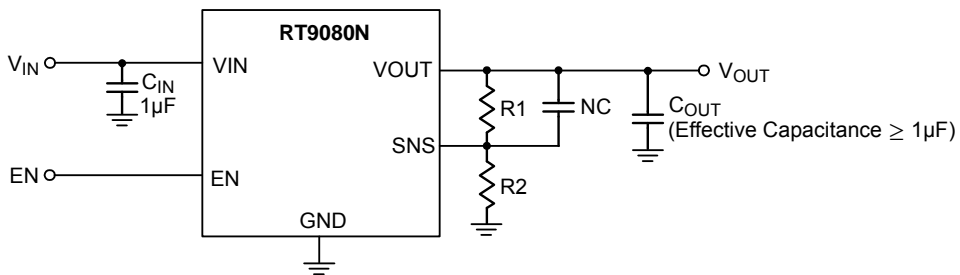 RT9080N
VIN
VIN
CIN
1µF
VOUT
VOUT
R1
NC
COUT
(Effective Capacitance ≥ 1µF)
SNS
EN
EN
R2
GND